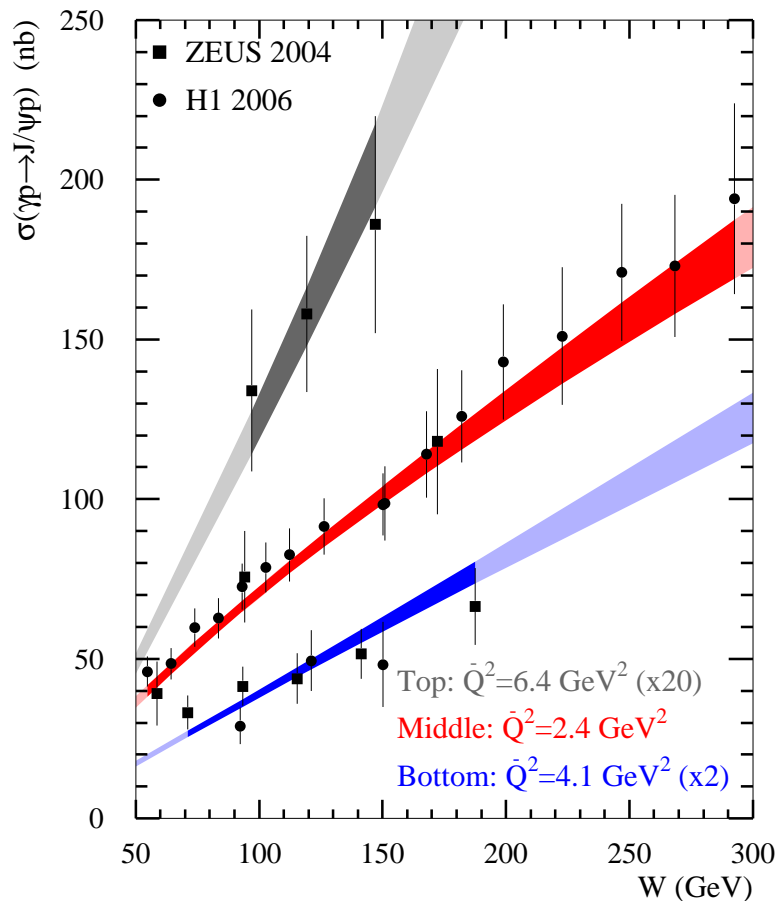 σ(γp→J/ψp) (nb)
250
200
150
100
50
0
■ ZEUS 2004
● H1 2006
Top: Q̄²=6.4 GeV² (x20)
Middle: Q̄²=2.4 GeV²
Bottom: Q̄²=4.1 GeV² (x2)
50 100 150 200 250 300
W (GeV)